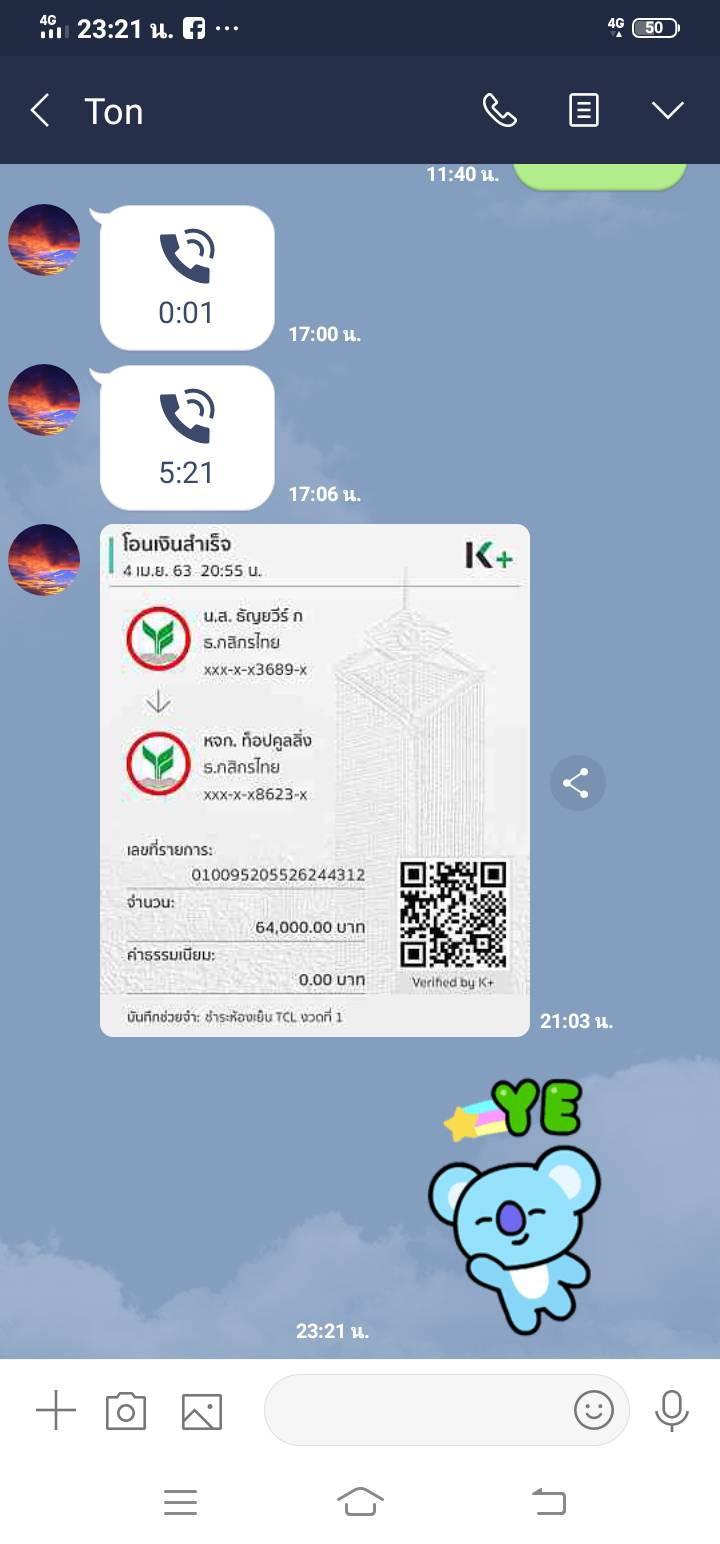 4G 23:21 น. ... 4G 50
Ton
11:40 น.
0:01
17:00 น.
5:21
17:06 น.
โอนเงินสำเร็จ
4 เม.ย. 63 20:55 น.
K+
น.ส. ธัญยวีร์ ก
ธ.กสิกรไทย
xxx-x-x3689-x
หจก. ท็อปคูลลิ่ง
ธ.กสิกรไทย
xxx-x-x8623-x
เลขที่รายการ:
010095205526244312
จำนวน:
64,000.00 บาท
ค่าธรรมเนียม:
0.00 บาท
Verified by K+
บันทึกช่วยจำ: ชำระห้องเย็น TCL งวดที่ 1
21:03 น.
YE
23:21 น.